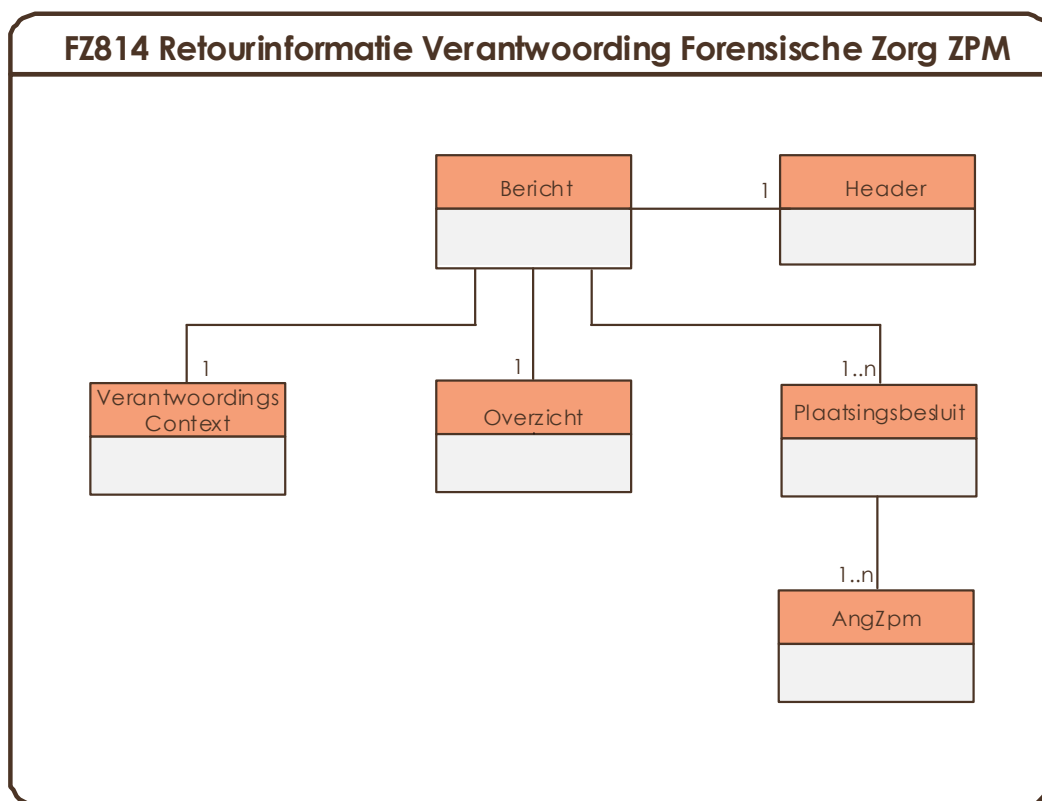 FZ814 Retourinformatie Verantwoording Forensische Zorg ZPM
Bericht
1
Header
1
Verantwoordings
Context
1
Overzicht
1..n
Plaatsingsbesluit
1..n
AngZpm